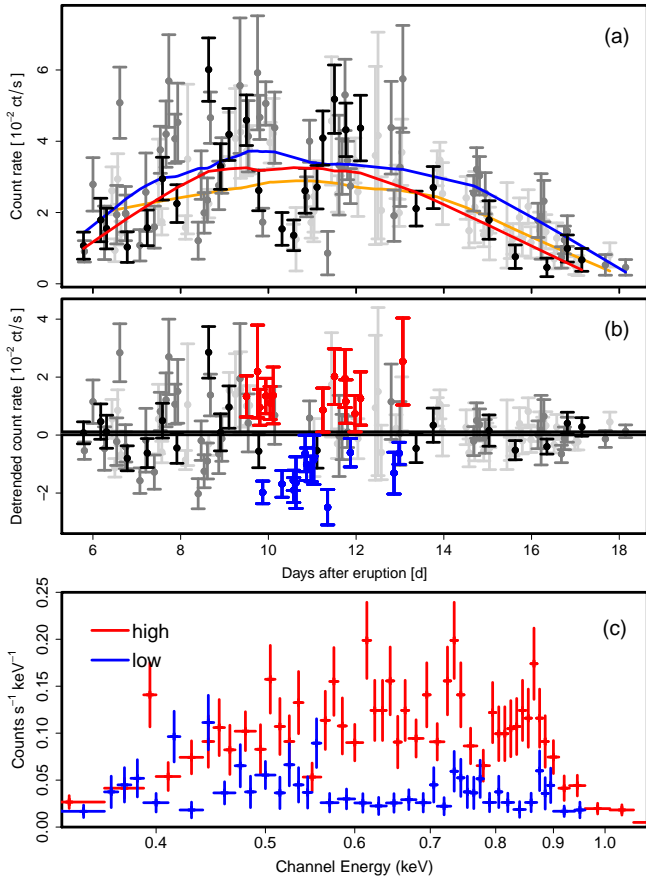 (a)
Count rate [ 10⁻² ct/s ]
0 2 4 6
(b)
Detrended count rate [ 10⁻² ct/s ]
-2 0 2 4
6 8 10 12 14 16 18
Days after eruption [d]
(c)
high
low
Counts s⁻¹ keV⁻¹
0.00 0.05 0.10 0.15 0.20 0.25
0.4 0.5 0.6 0.7 0.8 0.9 1.0
Channel Energy (keV)